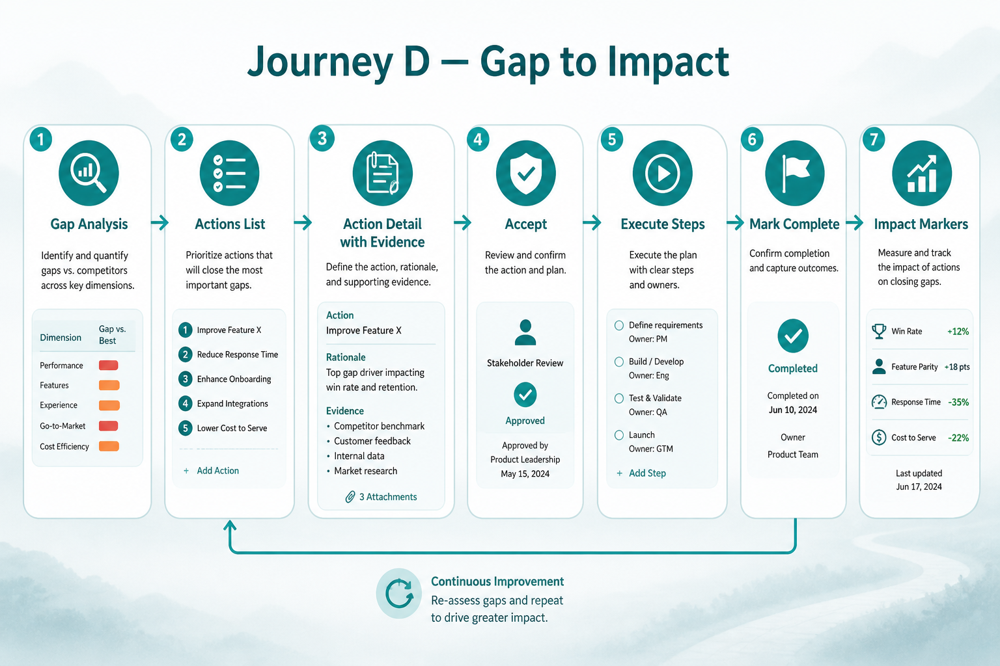 Journey D — Gap to Impact
1
Gap Analysis
Identify and quantify
gaps vs. competitors
across key dimensions.
Dimension
Gap vs.
Best
Performance
Features
Experience
Go-to-Market
Cost Efficiency
2
Actions List
Prioritize actions that
will close the most
important gaps.
1 Improve Feature X
2 Reduce Response Time
3 Enhance Onboarding
4 Expand Integrations
5 Lower Cost to Serve
+ Add Action
3
Action Detail
with Evidence
Define the action, rationale,
and supporting evidence.
Action
Improve Feature X
Rationale
Top gap driver impacting
win rate and retention.
Evidence
• Competitor benchmark
• Customer feedback
• Internal data
• Market research
3 Attachments
4
Accept
Review and confirm
the action and plan.
Stakeholder Review
Approved
Approved by
Product Leadership
May 15, 2024
5
Execute Steps
Execute the plan
with clear steps
and owners.
Define requirements
Owner: PM
Build / Develop
Owner: Eng
Test & Validate
Owner: QA
Launch
Owner: GTM
+ Add Step
6
Mark Complete
Confirm completion
and capture outcomes.
Completed
Completed on
Jun 10, 2024
Owner
Product Team
7
Impact Markers
Measure and track
the impact of actions
on closing gaps.
Win Rate +12%
Feature Parity +18 pts
Response Time -35%
$ Cost to Serve -22%
Last updated
Jun 17, 2024
Continuous Improvement
Re-assess gaps and repeat
to drive greater impact.